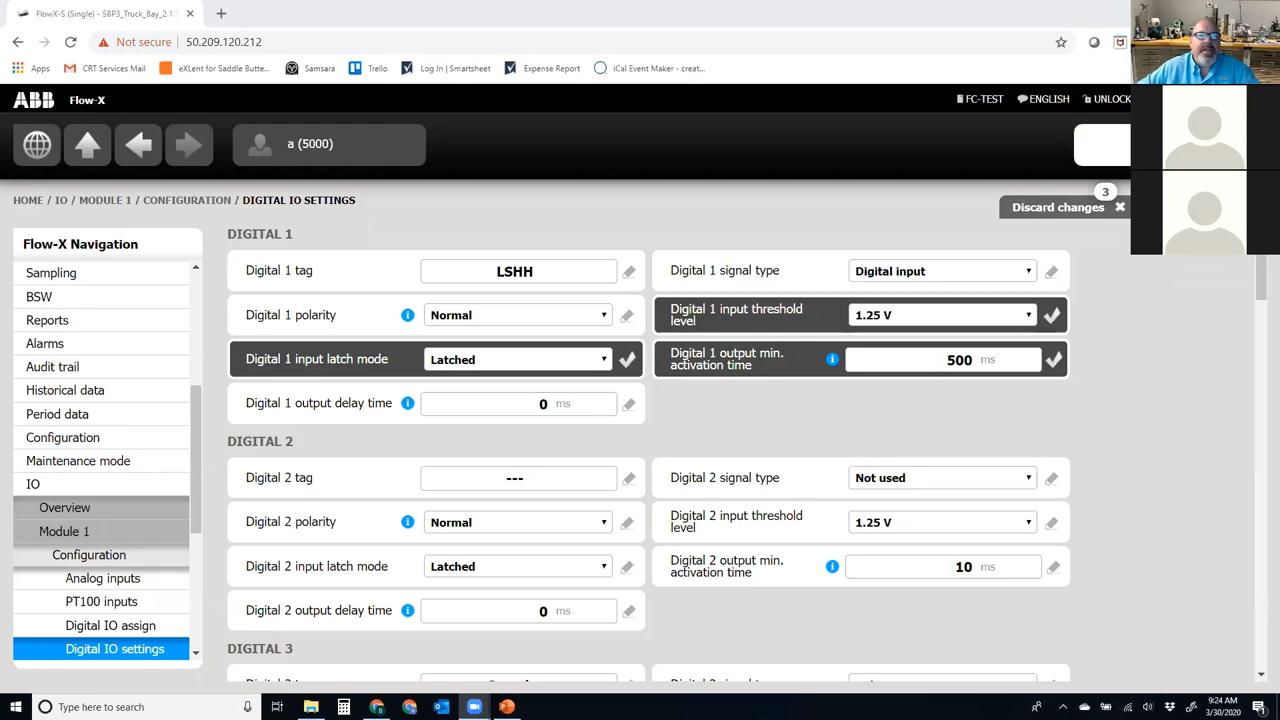 FlowX-S (Single) - SBP3_Truck_Bay_2.1.
Not secure 50.209.120.212
Apps CRT Services Mail eXLent for Saddle Butte... Samsara Trello Log In | Smartsheet Expense Report iCal Event Maker – creat...
ABB Flow-X FC-TEST ENGLISH UNLOCK
a (5000)
3
HOME / IO / MODULE 1 / CONFIGURATION / DIGITAL IO SETTINGS
Discard changes
Flow-X Navigation
Sampling
BSW
Reports
Alarms
Audit trail
Historical data
Period data
Configuration
Maintenance mode
IO
Overview
Module 1
Configuration
Analog inputs
PT100 inputs
Digital IO assign
Digital IO settings
DIGITAL 1
Digital 1 tag LSHH
Digital 1 signal type Digital input
Digital 1 polarity Normal
Digital 1 input threshold
level 1.25 V
Digital 1 input latch mode Latched
Digital 1 output min.
activation time 500 ms
Digital 1 output delay time 0 ms
DIGITAL 2
Digital 2 tag ---
Digital 2 signal type Not used
Digital 2 polarity Normal
Digital 2 input threshold
level 1.25 V
Digital 2 input latch mode Latched
Digital 2 output min.
activation time 10 ms
Digital 2 output delay time 0 ms
DIGITAL 3
Type here to search
9:24 AM
3/30/2020
1